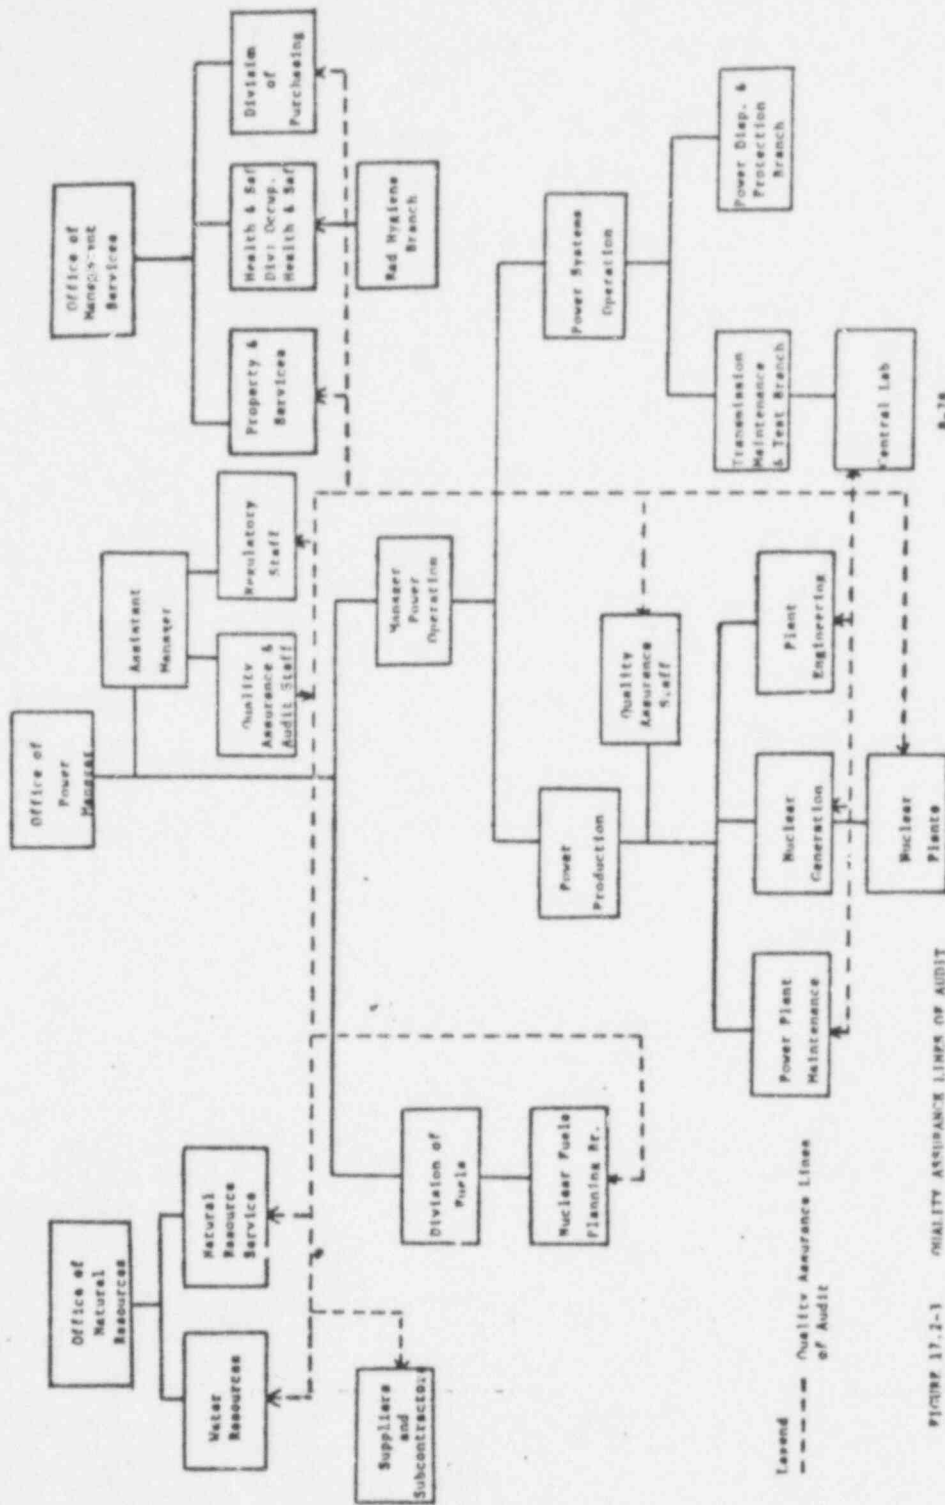 Office of
Natural
Resources
Water
Resources
Natural
Resource
Service
Suppliers
and
Subcontractors
Office of
Power
Manager
Assistant
Manager
Quality
Assurance &
Audit Staff
Regulatory
Staff
Office of
Management
Services
Property &
Services
Health & Saf
Div. Occup.
Health & Saf
Division
of
Purchasing
Rad Hygiene
Branch
Division of
Fuels
Nuclear Fuels
Planning Br.
Manager
Power
Operation
Power
Production
Quality
Assurance
Staff
Power Systems
Operation
Power Plant
Maintenance
Nuclear
Generation
Plant
Engineering
Nuclear
Plants
Transmission
Maintenance
& Test Branch
Power Disp. &
Protection
Branch
Central Lab
Legend
Quality Assurance Lines
of Audit
FIGURE 17.2-3 QUALITY ASSURANCE LINES OF AUDIT